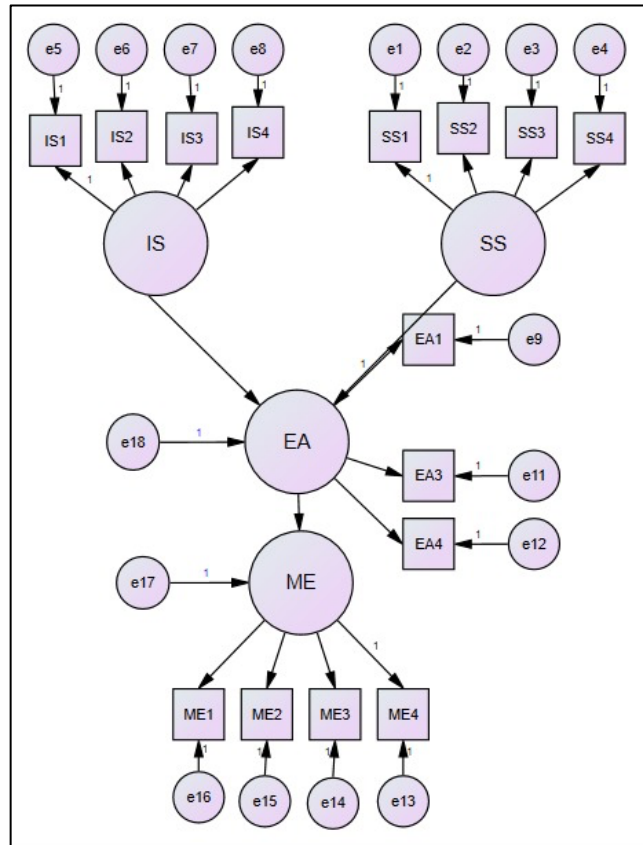 e5 e6 e7 e8 e1 e2 e3 e4
1 1 1 1 1 1 1 1
IS1 IS2 IS3 IS4 SS1 SS2 SS3 SS4
1 1
IS SS
EA1 1 e9
1
e18 1 EA
EA3 1 e11
EA4 1 e12
e17 1 ME
1
ME1 ME2 ME3 ME4
1 1 1 1
e16 e15 e14 e13